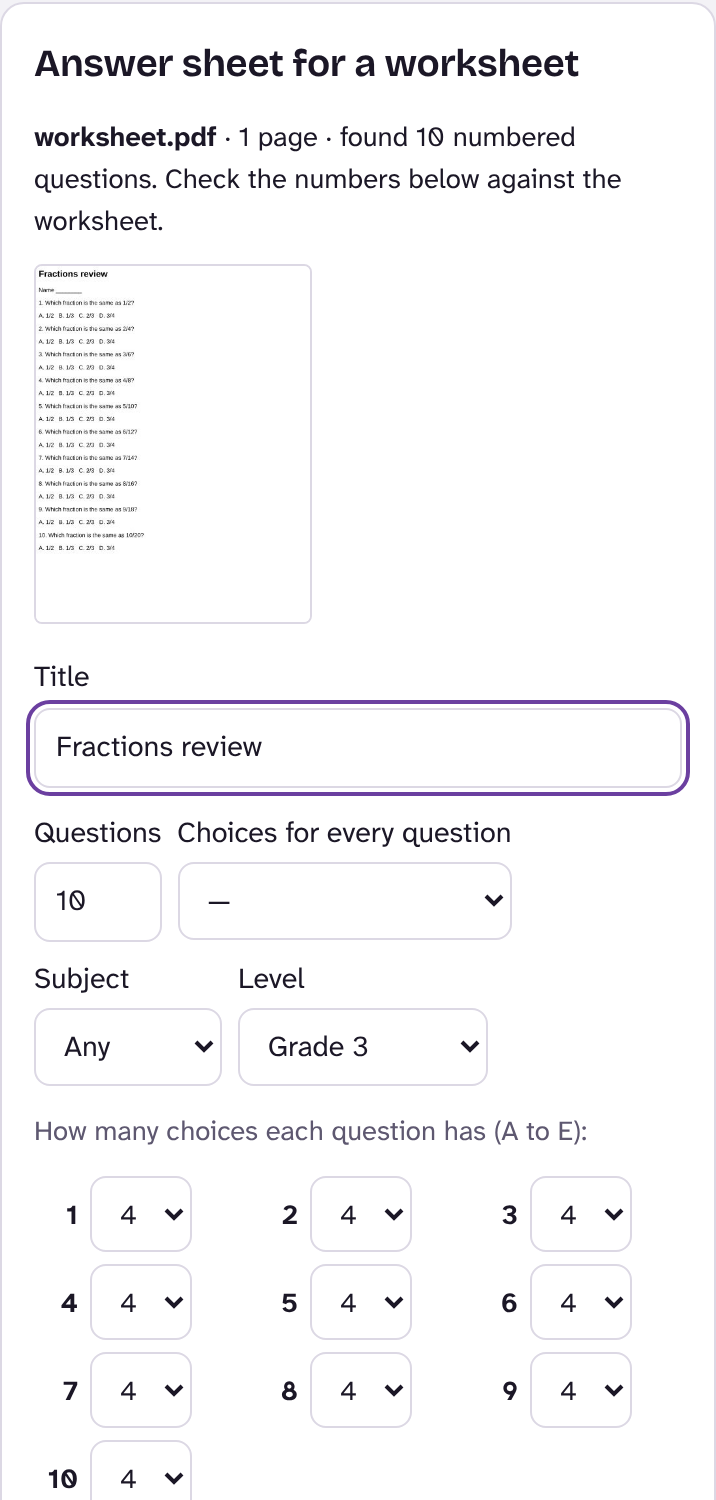 Answer sheet for a worksheet
worksheet.pdf · 1 page · found 10 numbered
questions. Check the numbers below against the
worksheet.
Fractions review
Name ________
1. Which fraction is the same as 1/2?
A. 1/2 B. 1/3 C. 2/3 D. 3/4
2. Which fraction is the same as 2/4?
A. 1/2 B. 1/3 C. 2/3 D. 3/4
3. Which fraction is the same as 3/6?
A. 1/2 B. 1/3 C. 2/3 D. 3/4
4. Which fraction is the same as 4/8?
A. 1/2 B. 1/3 C. 2/3 D. 3/4
5. Which fraction is the same as 5/10?
A. 1/2 B. 1/3 C. 2/3 D. 3/4
6. Which fraction is the same as 6/12?
A. 1/2 B. 1/3 C. 2/3 D. 3/4
7. Which fraction is the same as 7/14?
A. 1/2 B. 1/3 C. 2/3 D. 3/4
8. Which fraction is the same as 8/16?
A. 1/2 B. 1/3 C. 2/3 D. 3/4
9. Which fraction is the same as 9/18?
A. 1/2 B. 1/3 C. 2/3 D. 3/4
10. Which fraction is the same as 10/20?
A. 1/2 B. 1/3 C. 2/3 D. 3/4
Title
Fractions review
Questions Choices for every question
10 —
Subject Level
Any Grade 3
How many choices each question has (A to E):
1 4 2 4 3 4
4 4 5 4 6 4
7 4 8 4 9 4
10 4